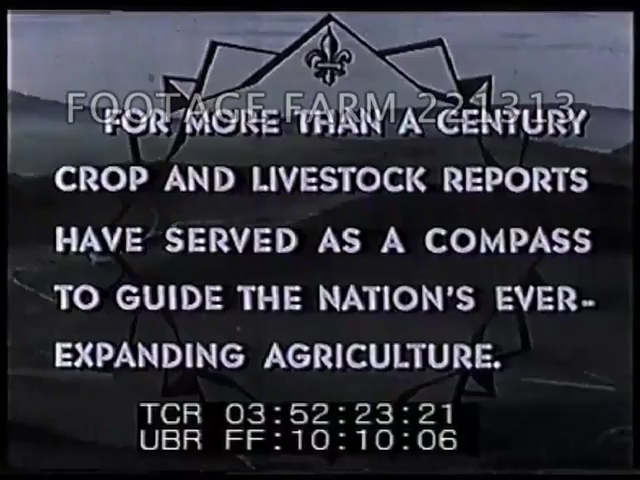 FOOTAGE FARM 221313
FOR MORE THAN A CENTURY
CROP AND LIVESTOCK REPORTS
HAVE SERVED AS A COMPASS
TO GUIDE THE NATION'S EVER-
EXPANDING AGRICULTURE.
TCR 03:52:23:21
UBR FF:10:10:06